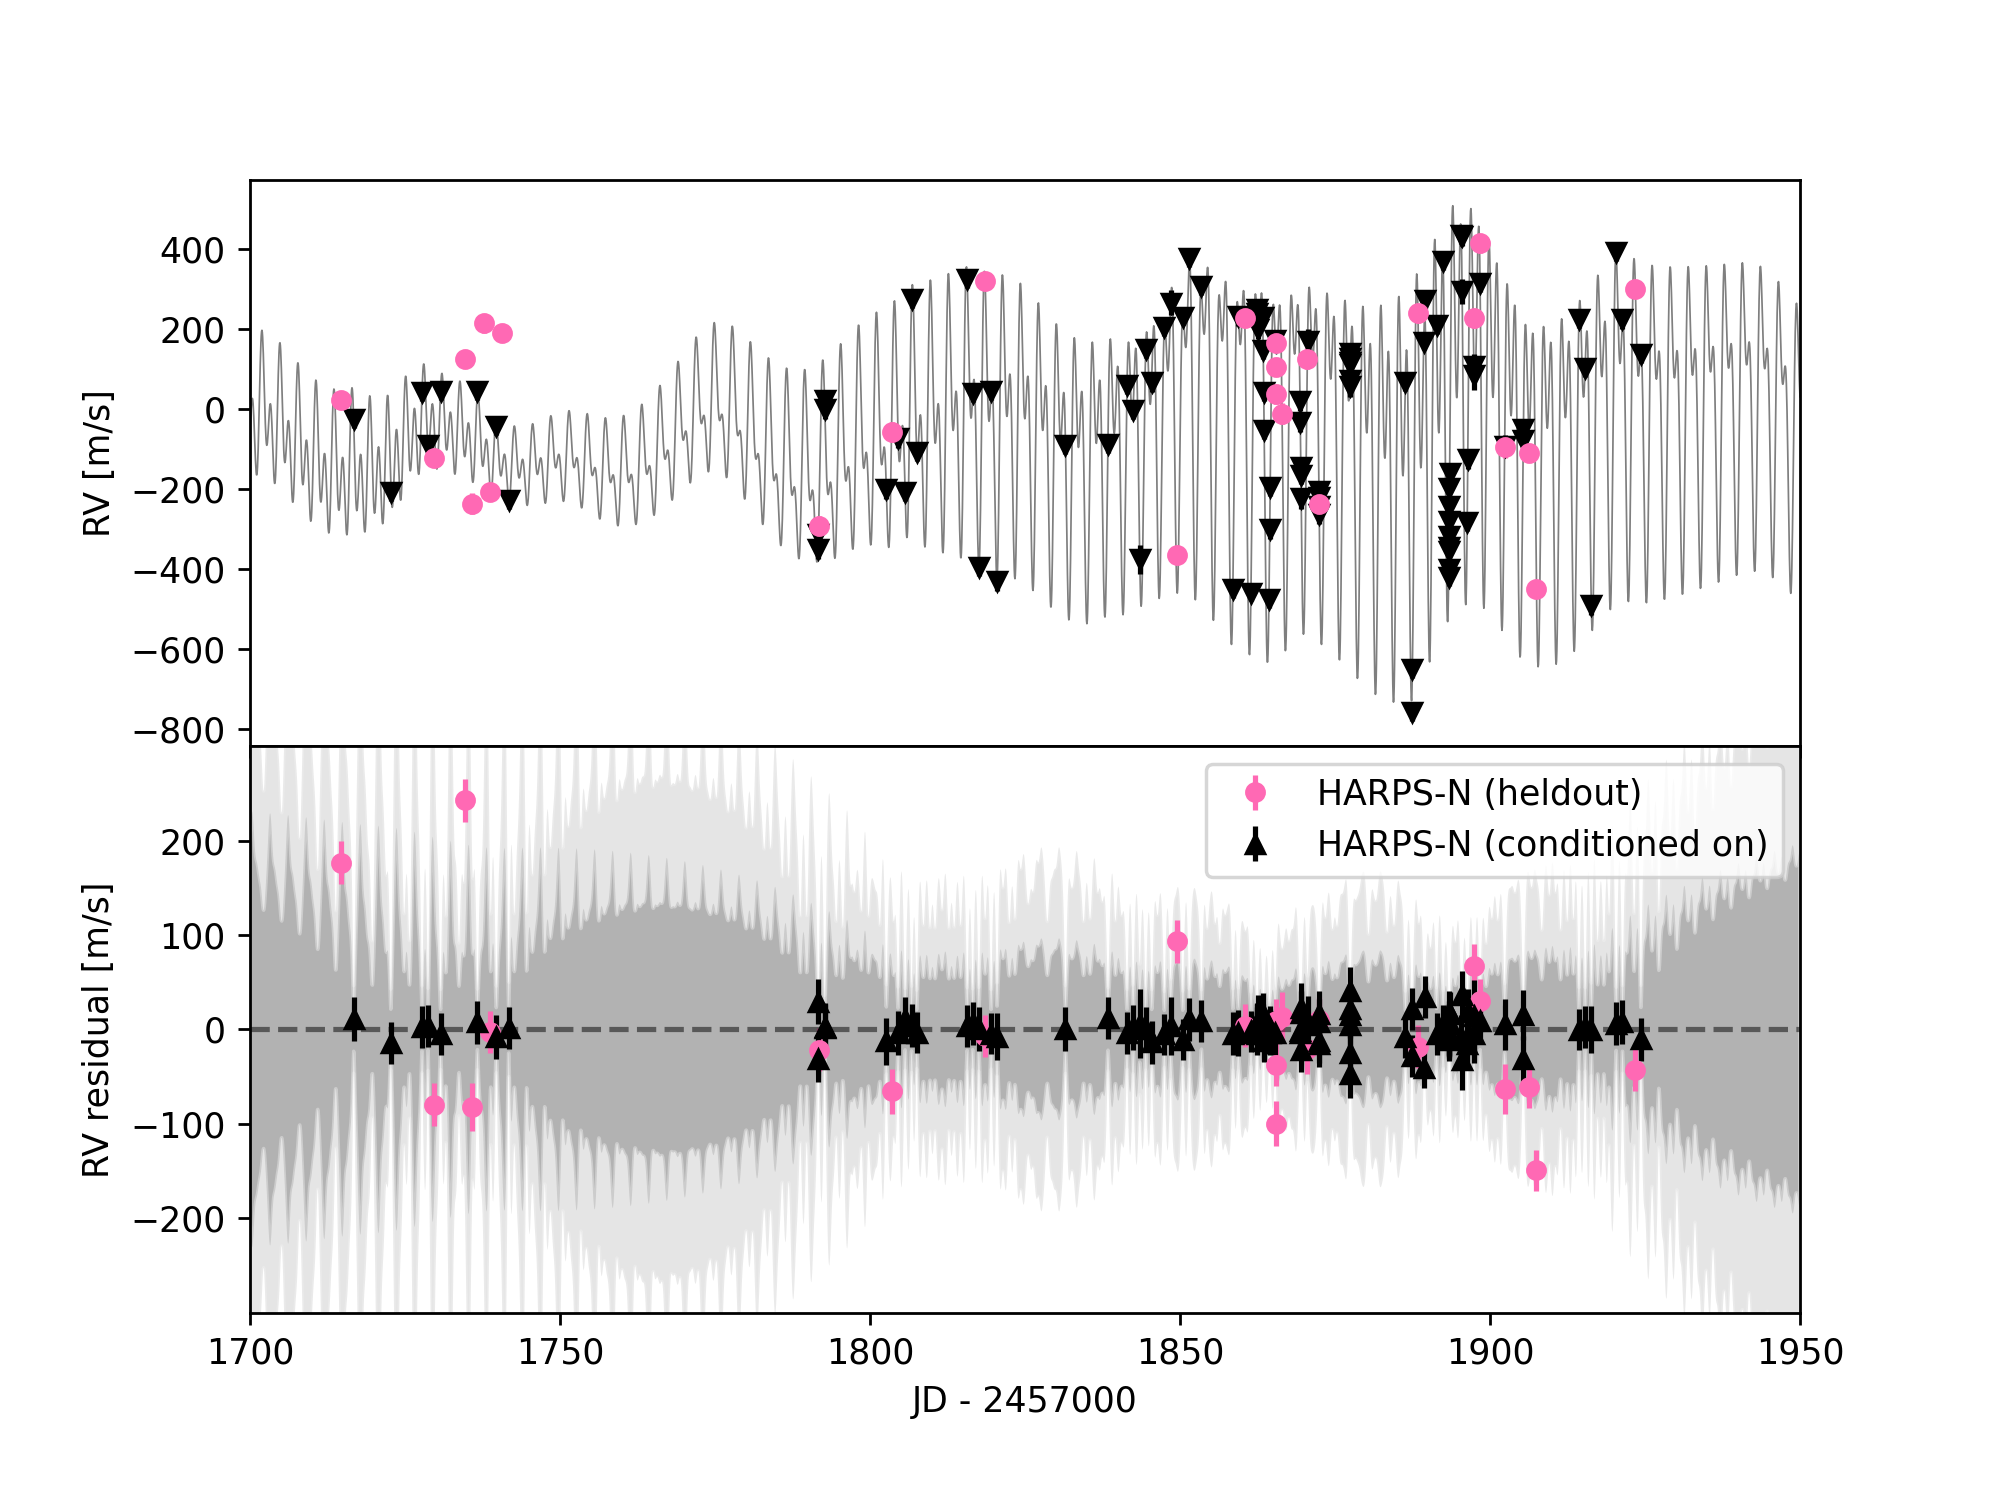 400
200
0
−200
−400
−600
−800
RV [m/s]
HARPS-N (heldout)
HARPS-N (conditioned on)
200
100
0
−100
−200
RV residual [m/s]
1700 1750 1800 1850 1900 1950
JD - 2457000